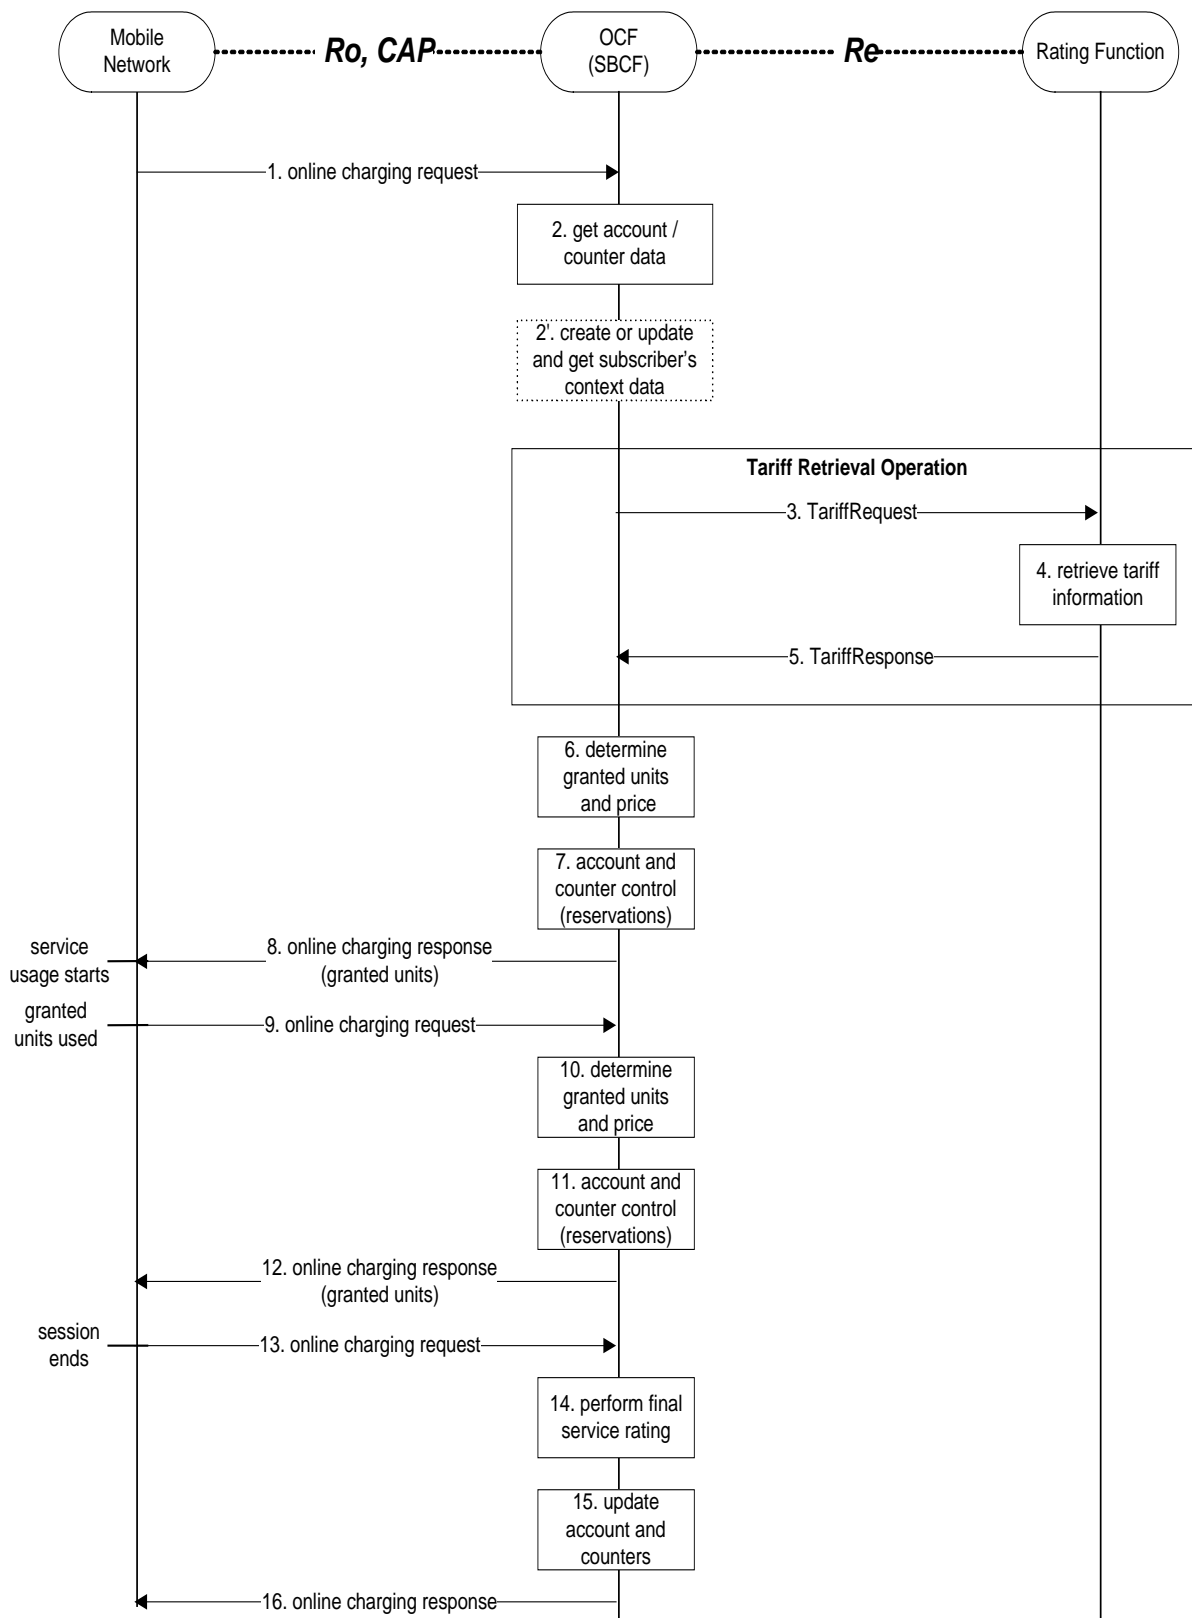 Mobile
Network
Ro, CAP
OCF
(SBCF)
Re
Rating Function
1. online charging request
2. get account /
counter data
2'. create or update
and get subscriber's
context data
Tariff Retrieval Operation
3. TariffRequest
4. retrieve tariff
information
5. TariffResponse
6. determine
granted units
and price
7. account and
counter control
(reservations)
service
usage starts
8. online charging response
(granted units)
granted
units used
9. online charging request
10. determine
granted units
and price
11. account and
counter control
(reservations)
12. online charging response
(granted units)
session
ends
13. online charging request
14. perform final
service rating
15. update
account and
counters
16. online charging response